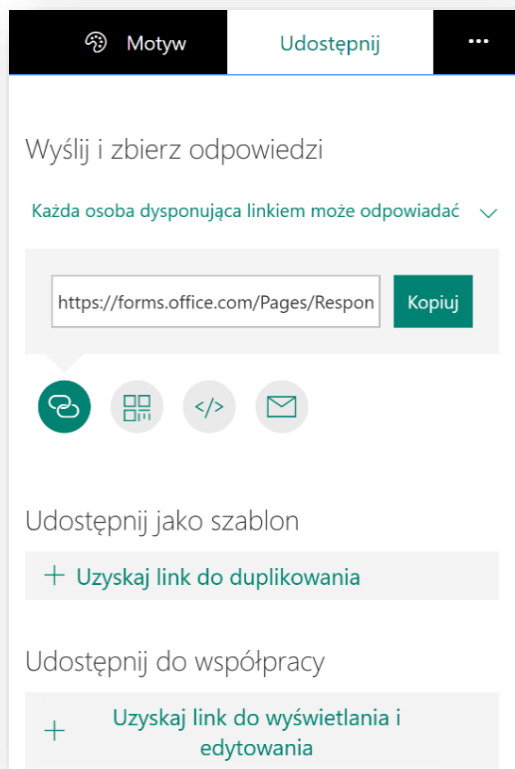 Motyw
Udostępnij
...
Wyślij i zbierz odpowiedzi
Każda osoba dysponująca linkiem może odpowiadać
https://forms.office.com/Pages/Respon
Kopiuj
</>
Udostępnij jako szablon
+ Uzyskaj link do duplikowania
Udostępnij do współpracy
+ Uzyskaj link do wyświetlania i
edytowania